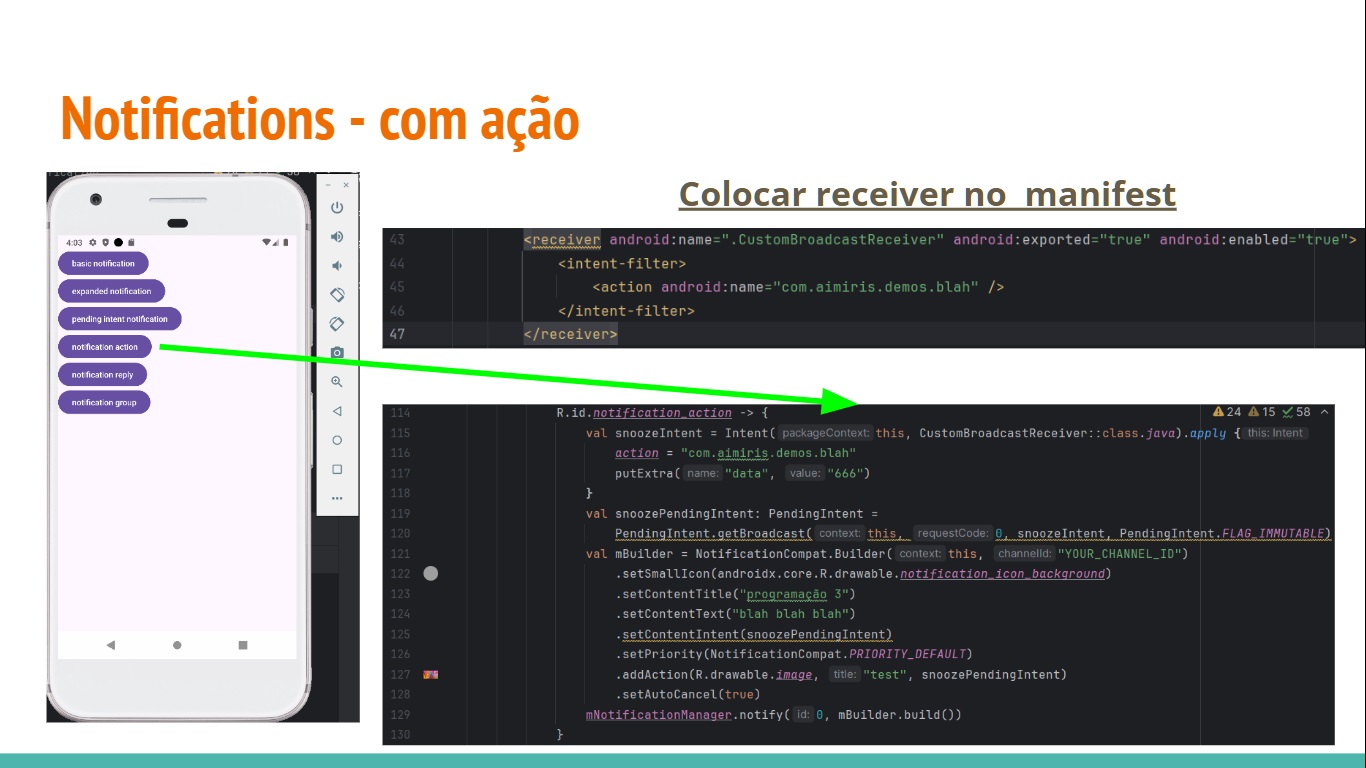 Notifications - com ação
4:03
basic notification
expanded notification
pending intent notification
notification action
notification reply
notification group
Colocar receiver no  manifest
43 <receiver android:name=".CustomBroadcastReceiver" android:exported="true" android:enabled="true">
44 <intent-filter>
45 <action android:name="com.aimiris.demos.blah" />
46 </intent-filter>
47 </receiver>
24 15 58
114 R.id.notification_action -> {
115 val snoozeIntent = Intent( packageContext: this, CustomBroadcastReceiver::class.java).apply { this: Intent
116 action = "com.aimiris.demos.blah"
117 putExtra( name: "data", value: "666")
118 }
119 val snoozePendingIntent: PendingIntent =
120 PendingIntent.getBroadcast( context: this, requestCode: 0, snoozeIntent, PendingIntent.FLAG_IMMUTABLE)
121 val mBuilder = NotificationCompat.Builder( context: this, channelId: "YOUR_CHANNEL_ID")
122 .setSmallIcon(androidx.core.R.drawable.notification_icon_background)
123 .setContentTitle("programação 3")
124 .setContentText("blah blah blah")
125 .setContentIntent(snoozePendingIntent)
126 .setPriority(NotificationCompat.PRIORITY_DEFAULT)
127 .addAction(R.drawable.image, title: "test", snoozePendingIntent)
128 .setAutoCancel(true)
129 mNotificationManager.notify( id: 0, mBuilder.build())
130 }